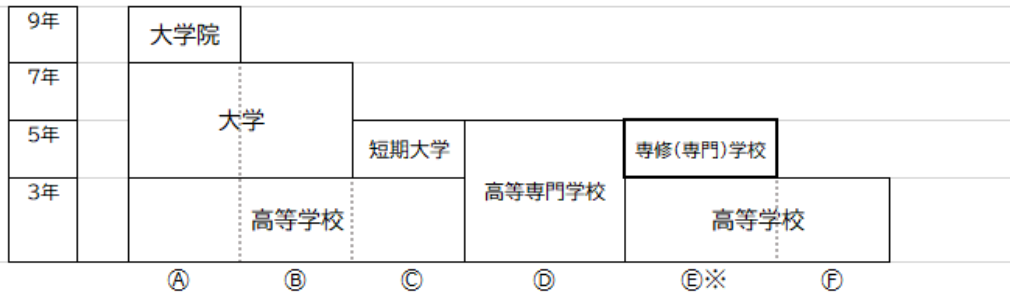 9年
大学院
7年
大学
5年
短期大学
専修(専門)学校
3年
高等専門学校
高等学校
高等学校
Ⓐ
Ⓑ
Ⓒ
Ⓓ
Ⓔ※
Ⓕ